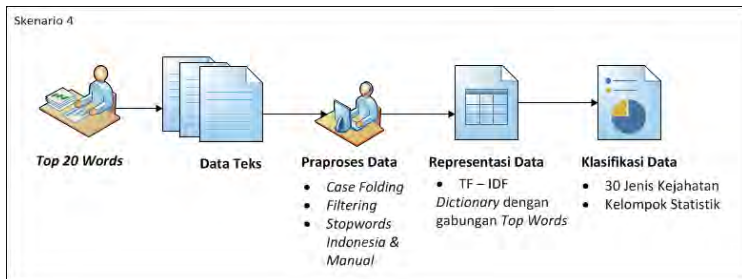 Skenario 4
Top 20 Words
Data Teks
Praproses Data
• Case Folding
• Filtering
• Stopwords
Indonesia &
Manual
Representasi Data
• TF – IDF
Dictionary dengan
gabungan Top Words
Klasifikasi Data
• 30 Jenis Kejahatan
• Kelompok Statistik